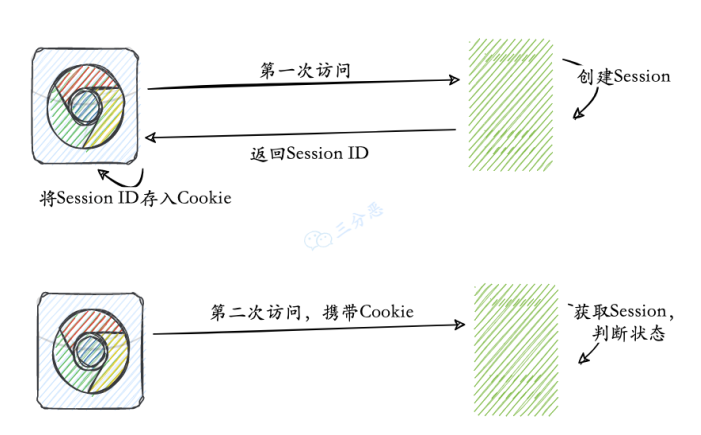 第一次访问
创建Session
返回Session ID
将Session ID存入Cookie
三分恶
第二次访问，携带Cookie
获取Session，
判断状态